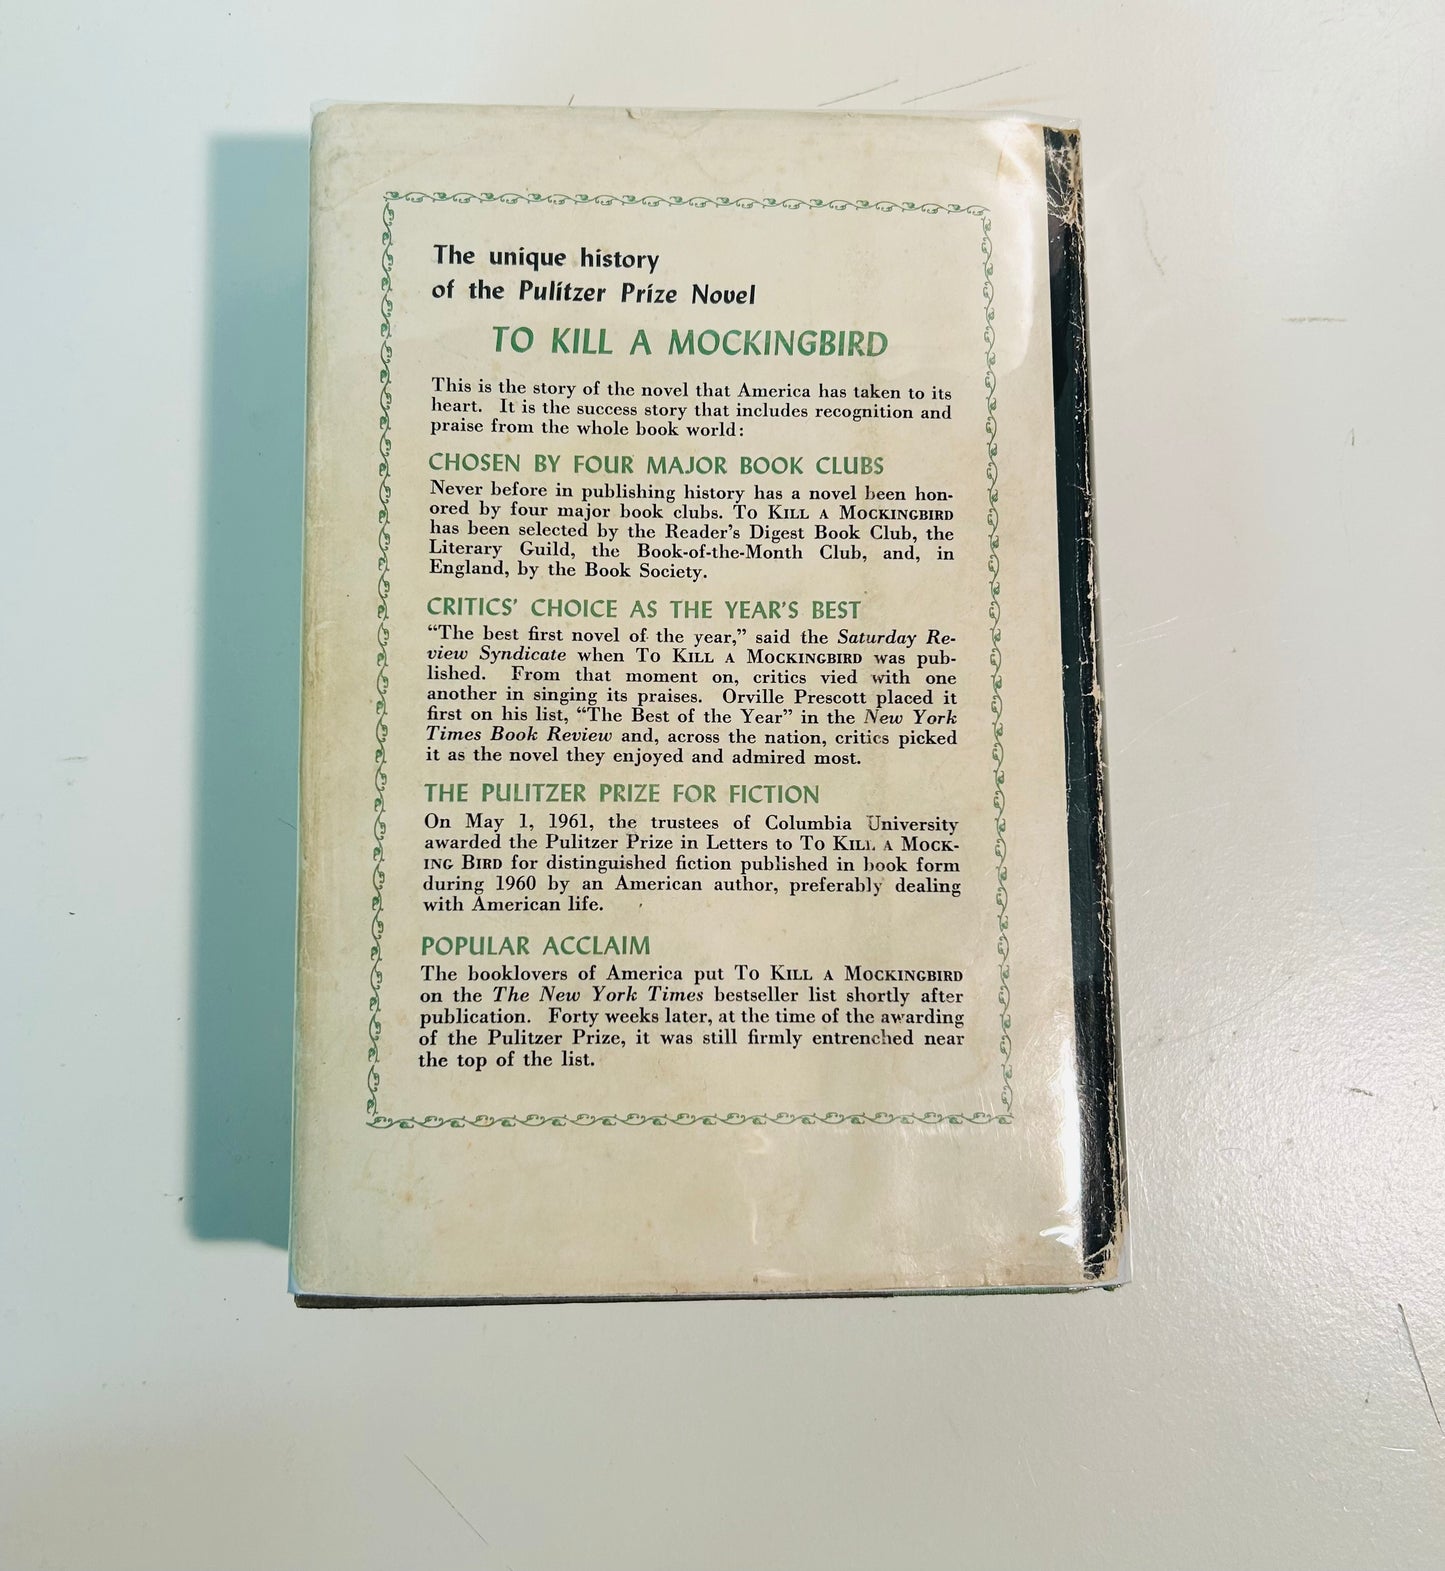 The unique history
of the Pulitzer Prize Novel
TO KILL A MOCKINGBIRD
This is the story of the novel that America has taken to its
heart. It is the success story that includes recognition and
praise from the whole book world:
CHOSEN BY FOUR MAJOR BOOK CLUBS
Never before in publishing history has a novel been hon-
ored by four major book clubs. To Kill a Mockingbird
has been selected by the Reader's Digest Book Club, the
Literary Guild, the Book-of-the-Month Club, and, in
England, by the Book Society.
CRITICS' CHOICE AS THE YEAR'S BEST
“The best first novel of the year,” said the Saturday Re-
view Syndicate when To Kill a Mockingbird was pub-
lished. From that moment on, critics vied with one
another in singing its praises. Orville Prescott placed it
first on his list, “The Best of the Year” in the New York
Times Book Review and, across the nation, critics picked
it as the novel they enjoyed and admired most.
THE PULITZER PRIZE FOR FICTION
On May 1, 1961, the trustees of Columbia University
awarded the Pulitzer Prize in Letters to To Kill a Mock-
ing Bird for distinguished fiction published in book form
during 1960 by an American author, preferably dealing
with American life.
POPULAR ACCLAIM
The booklovers of America put To Kill a Mockingbird
on the The New York Times bestseller list shortly after
publication. Forty weeks later, at the time of the awarding
of the Pulitzer Prize, it was still firmly entrenched near
the top of the list.